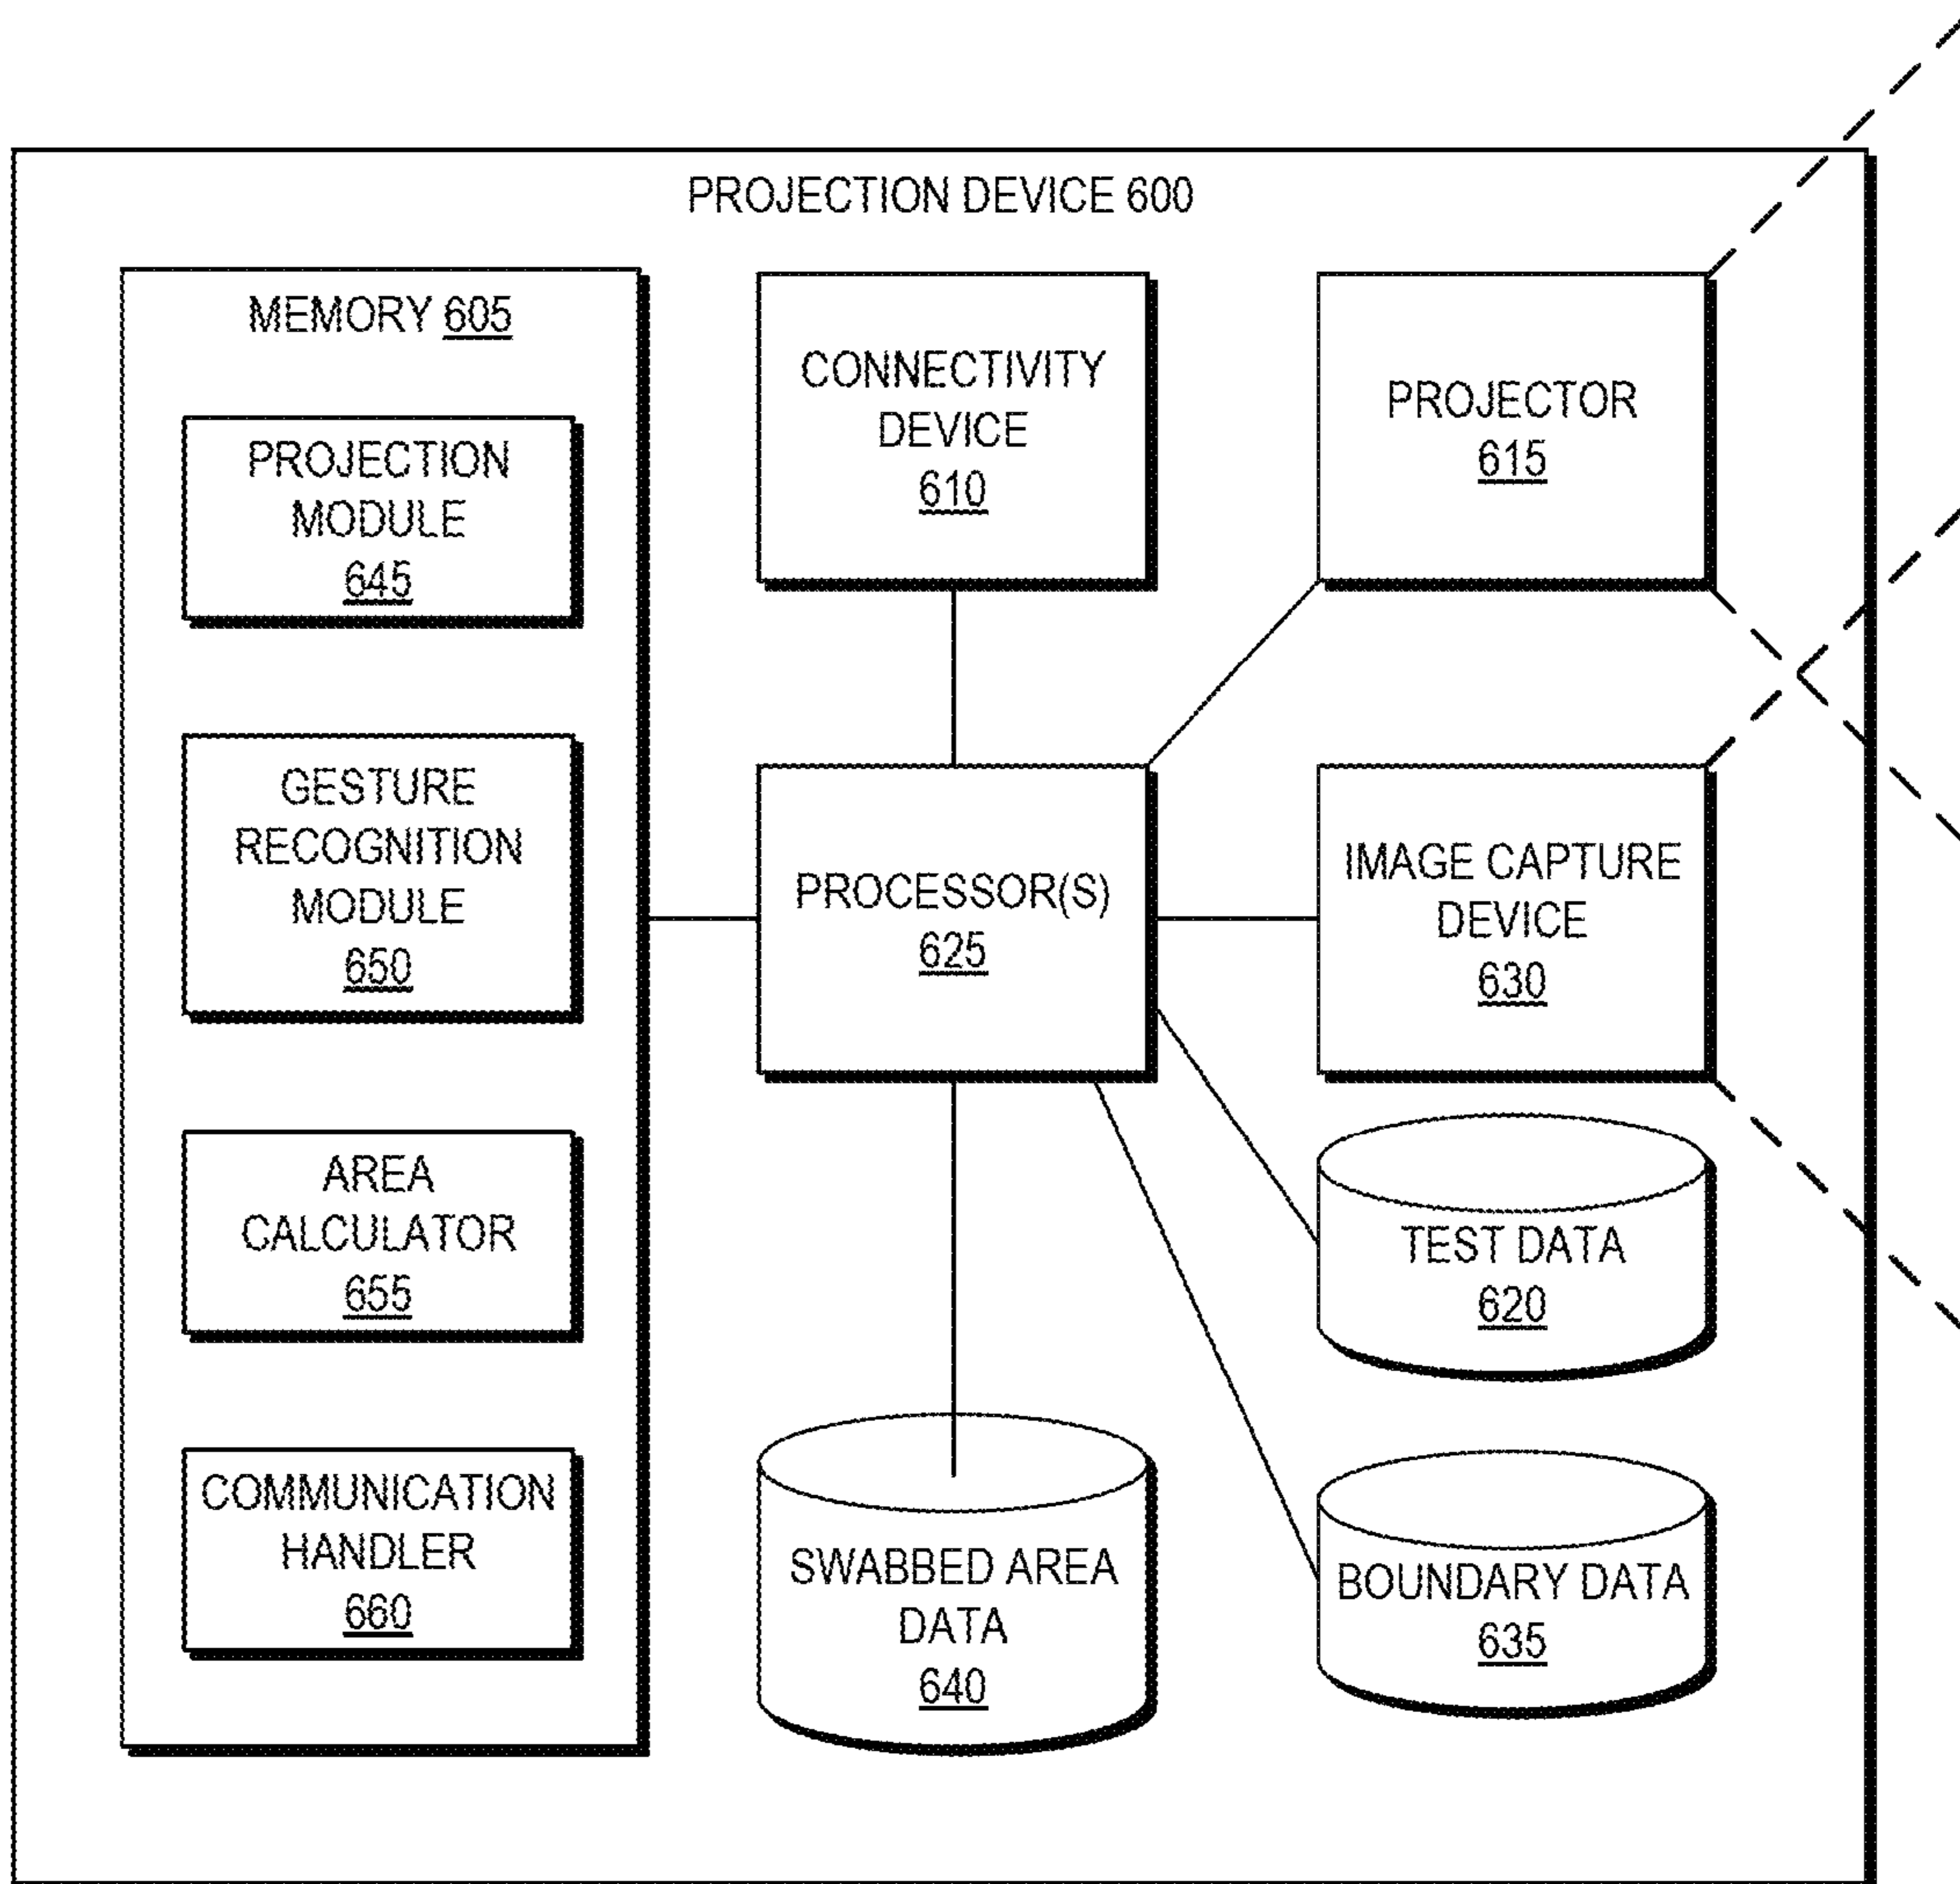 PROJECTION DEVICE 600
MEMORY 605
PROJECTION
MODULE
645
GESTURE
RECOGNITION
MODULE
650
AREA
CALCULATOR
655
COMMUNICATION
HANDLER
660
CONNECTIVITY
DEVICE
610
PROJECTOR
615
PROCESSOR(S)
625
IMAGE CAPTURE
DEVICE
630
TEST DATA
620
SWABBED AREA
DATA
640
BOUNDARY DATA
635